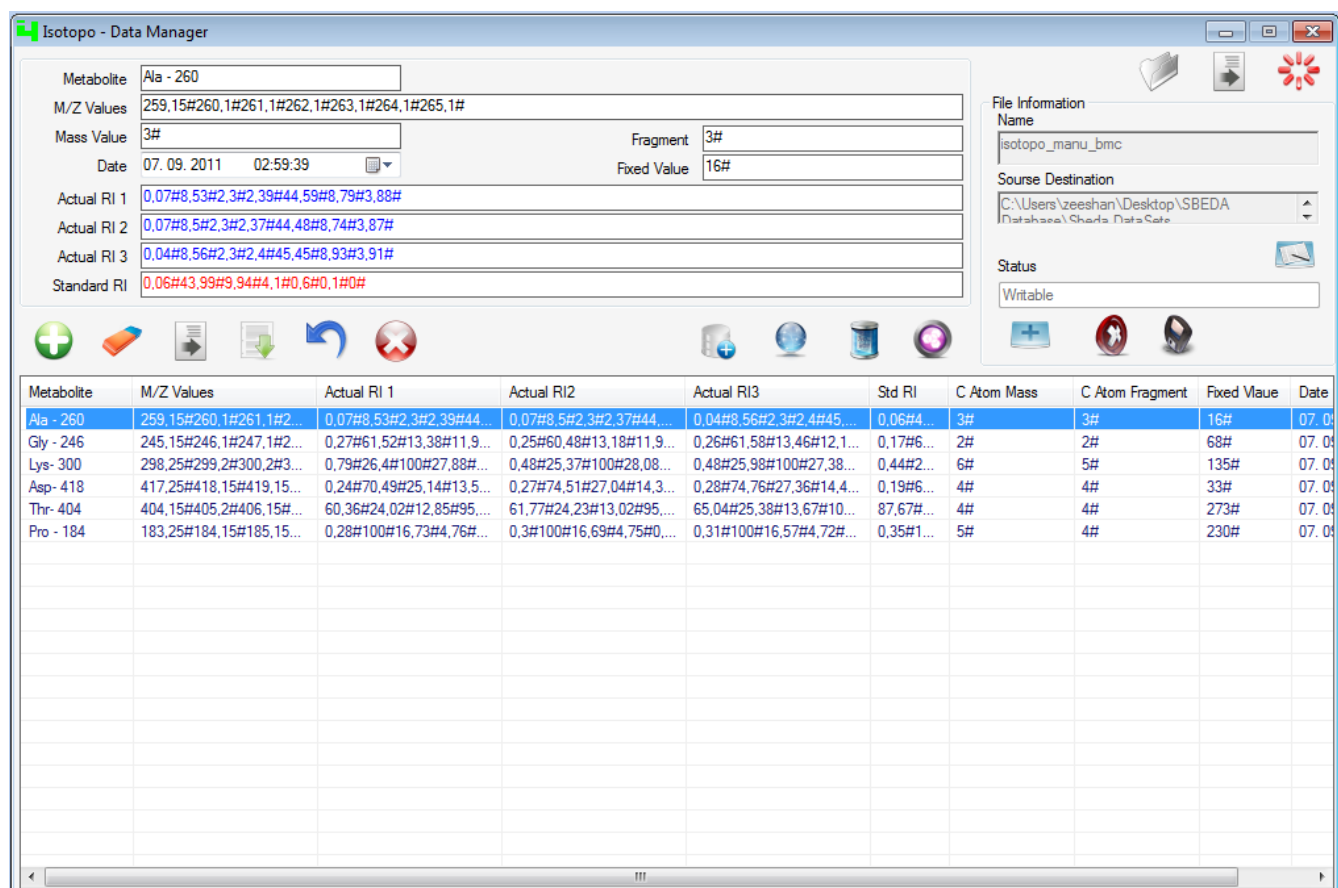 Isotopo - Data Manager
Metabolite Ala - 260
M/Z Values 259,15#260,1#261,1#262,1#263,1#264,1#265,1#
Mass Value 3# Fragment 3#
Date 07. 09. 2011 02:59:39 Fixed Value 16#
Actual RI 1 0,07#8,53#2,3#2,39#44,59#8,79#3,88#
Actual RI 2 0,07#8,5#2,3#2,37#44,48#8,74#3,87#
Actual RI 3 0,04#8,56#2,3#2,4#45,45#8,93#3,91#
Standard RI 0,06#43,99#9,94#4,1#0,6#0,1#0#
File Information
Name
isotopo_manu_bmc
Sourse Destination
C:\Users\zeeshan\Desktop\SBEDA
Database\Sbeda DataSets
Status
Writable
Metabolite M/Z Values Actual RI 1 Actual RI2 Actual RI3 Std RI C Atom Mass C Atom Fragment Fixed Vlaue Date
Ala - 260 259,15#260,1#261,1#2... 0,07#8,53#2,3#2,39#44... 0,07#8,5#2,3#2,37#44,... 0,04#8,56#2,3#2,4#45,... 0,06#4... 3# 3# 16# 07. 0
Gly - 246 245,15#246,1#247,1#2... 0,27#61,52#13,38#11,9... 0,25#60,48#13,18#11,9... 0,26#61,58#13,46#12,1... 0,17#6... 2# 2# 68# 07. 09
Lys- 300 298,25#299,2#300,2#3... 0,79#26,4#100#27,88#... 0,48#25,37#100#28,08... 0,48#25,98#100#27,38... 0,44#2... 6# 5# 135# 07. 09
Asp- 418 417,25#418,15#419,15... 0,24#70,49#25,14#13,5... 0,27#74,51#27,04#14,3... 0,28#74,76#27,36#14,4... 0,19#6... 4# 4# 33# 07. 09
Thr- 404 404,15#405,2#406,15#... 60,36#24,02#12,85#95,... 61,77#24,23#13,02#95,... 65,04#25,38#13,67#10... 87,67#... 4# 4# 273# 07. 09
Pro - 184 183,25#184,15#185,15... 0,28#100#16,73#4,76#... 0,3#100#16,69#4,75#0,... 0,31#100#16,57#4,72#... 0,35#1... 5# 4# 230# 07. 09